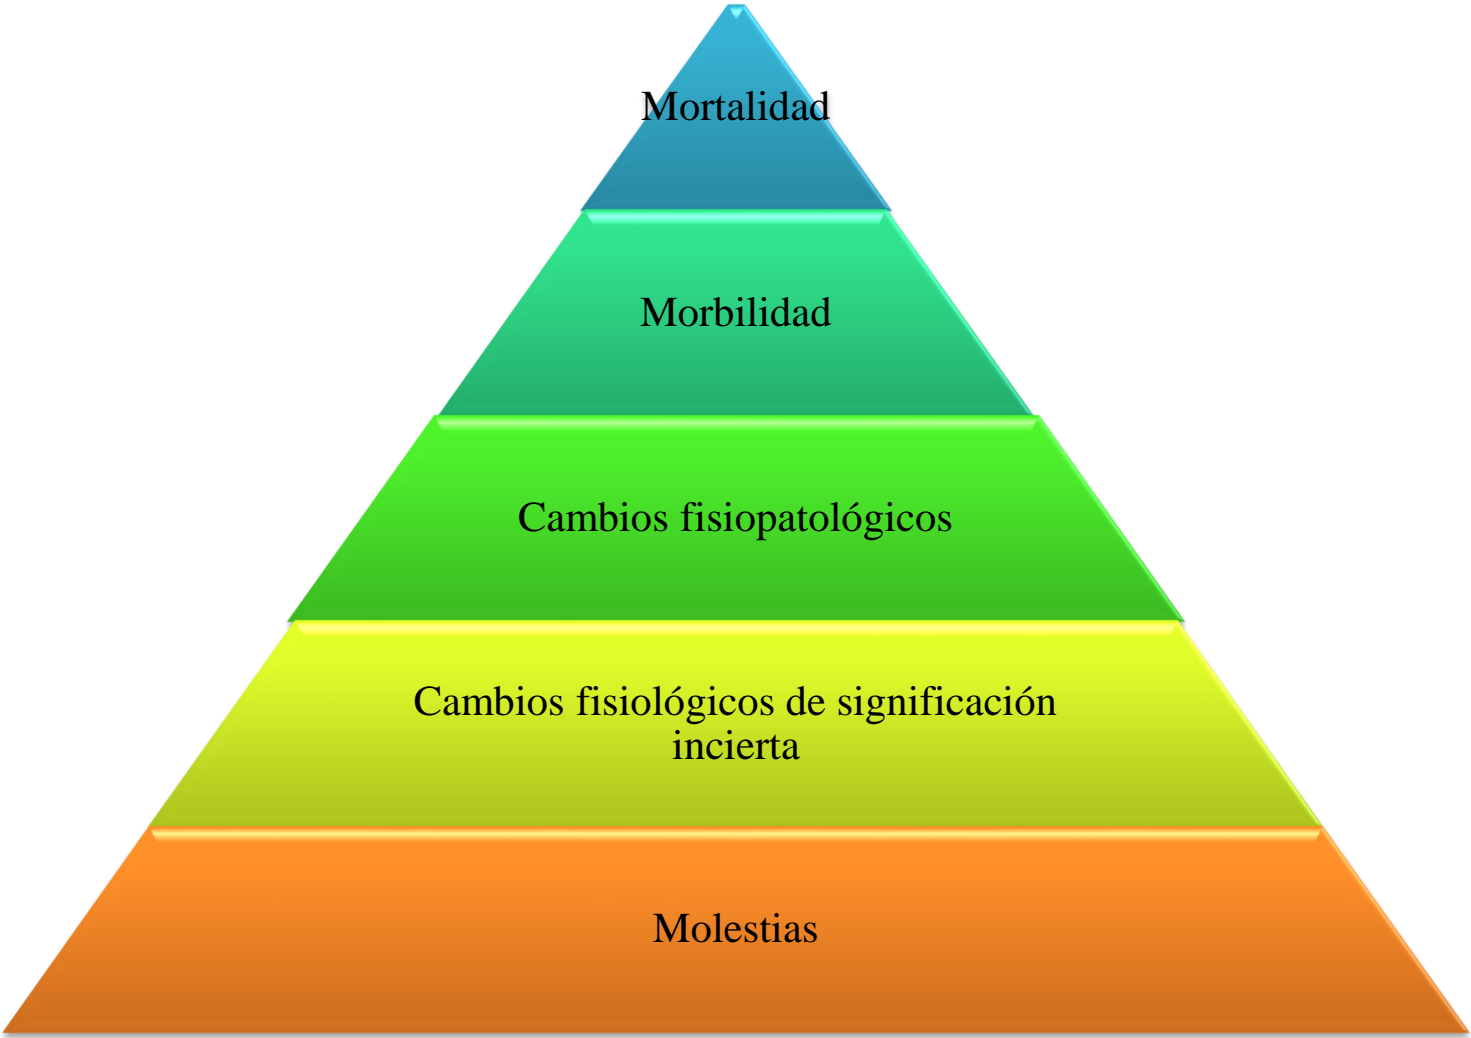 Mortalidad
Morbilidad
Cambios fisiopatológicos
Cambios fisiológicos de significación
incierta
Molestias